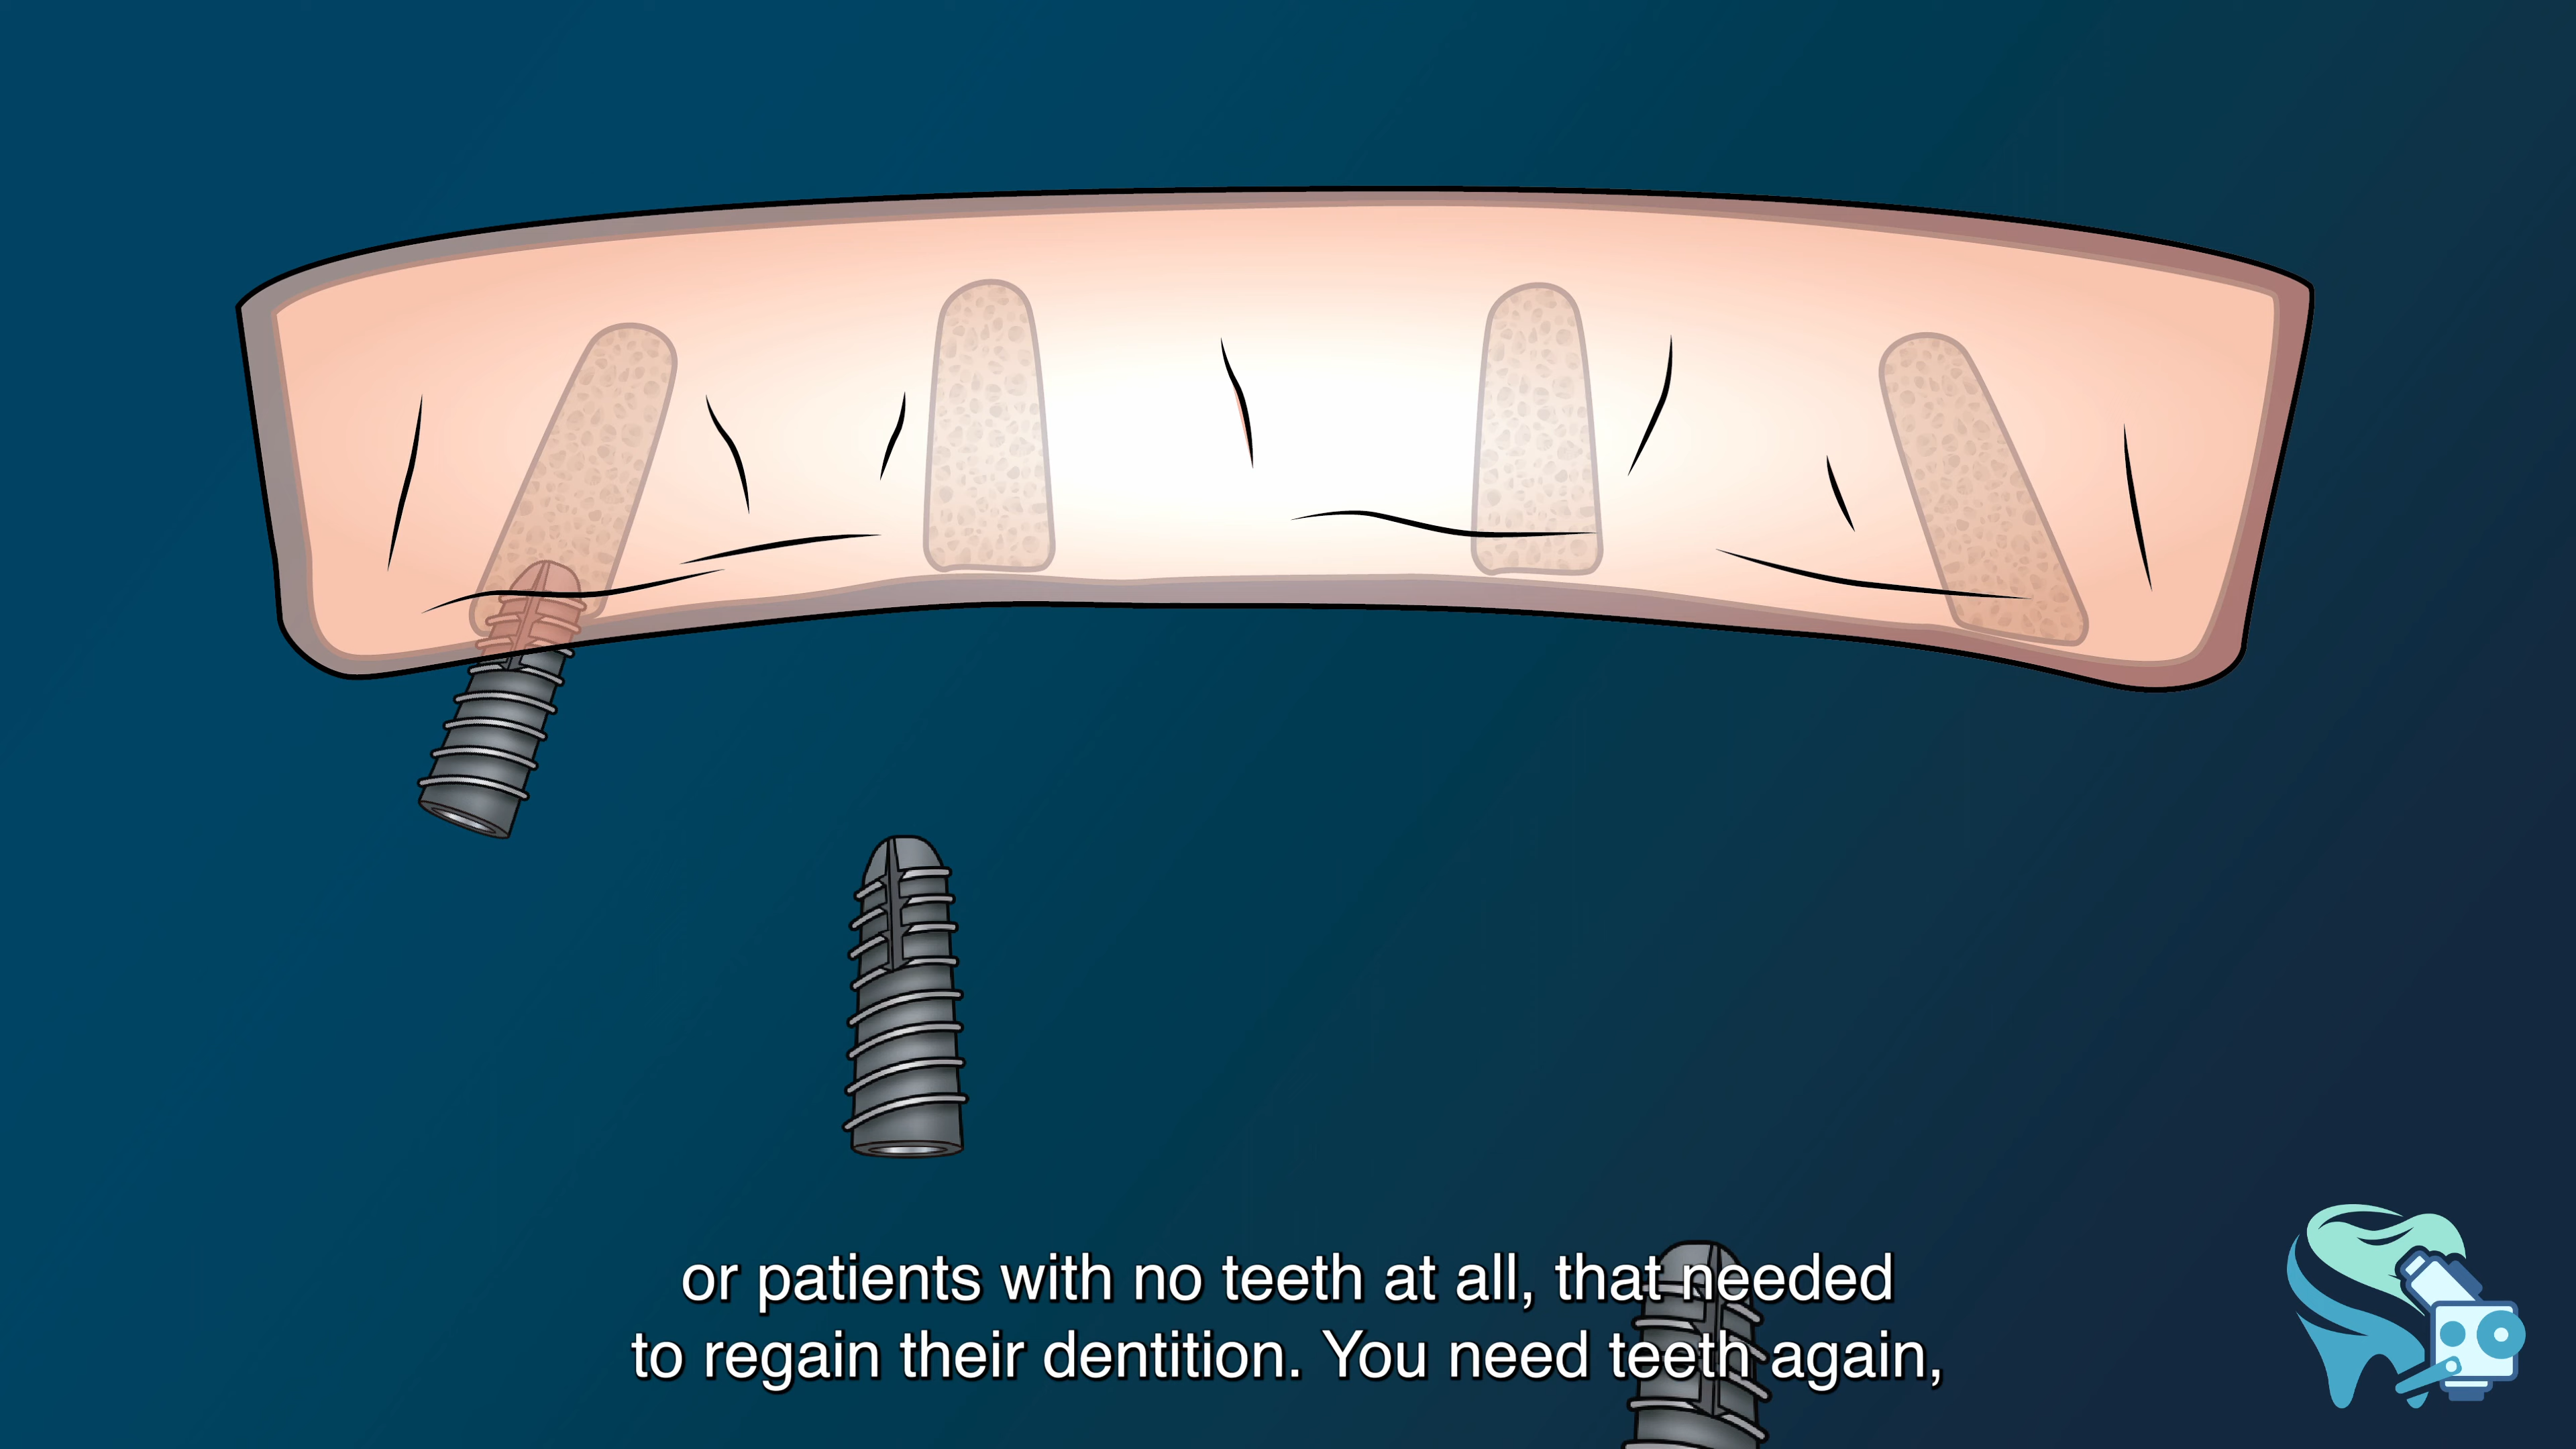 or patients with no teeth at all, that needed
to regain their dentition. You need teeth again,